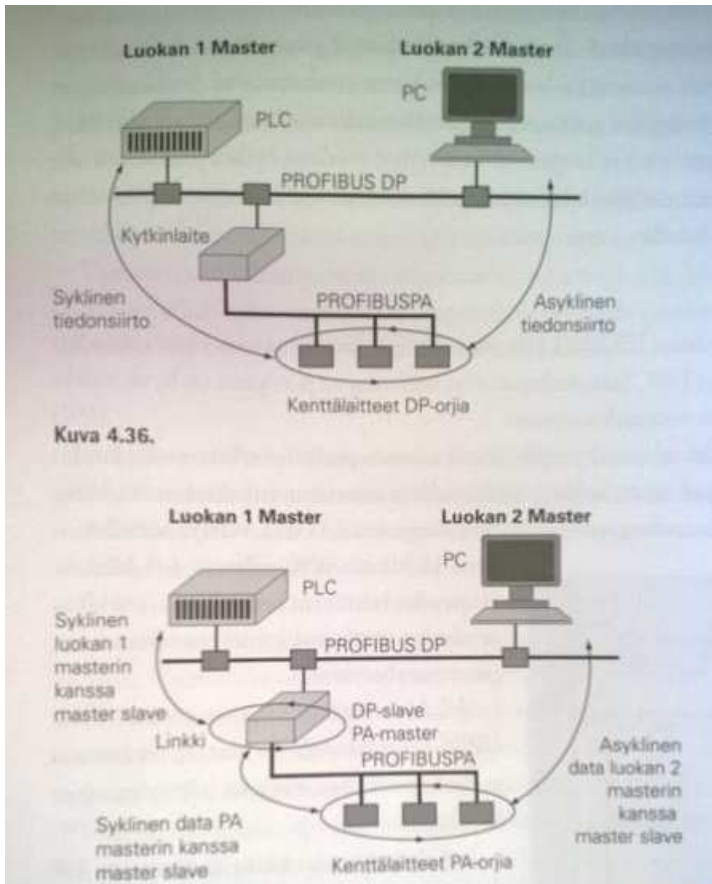 Luokan 1 Master
Luokan 2 Master
PC
PLC
PROFIBUS DP
Kytkinlaite
Syklinen
tiedonsiirto
PROFIBUSPA
Asyklinen
tiedonsiirto
Kenttälaitteet DP-orjia
Kuva 4.36.
Luokan 1 Master
Luokan 2 Master
PC
PLC
Syklinen
luokan 1
masterin
kanssa
master slave
PROFIBUS DP
Linkki
DP-slave
PA-master
PROFIBUSPA
Asyklinen
data luokan 2
masterin
kanssa
master slave
Syklinen data PA
masterin kanssa
master slave
Kenttälaitteet PA-orjia